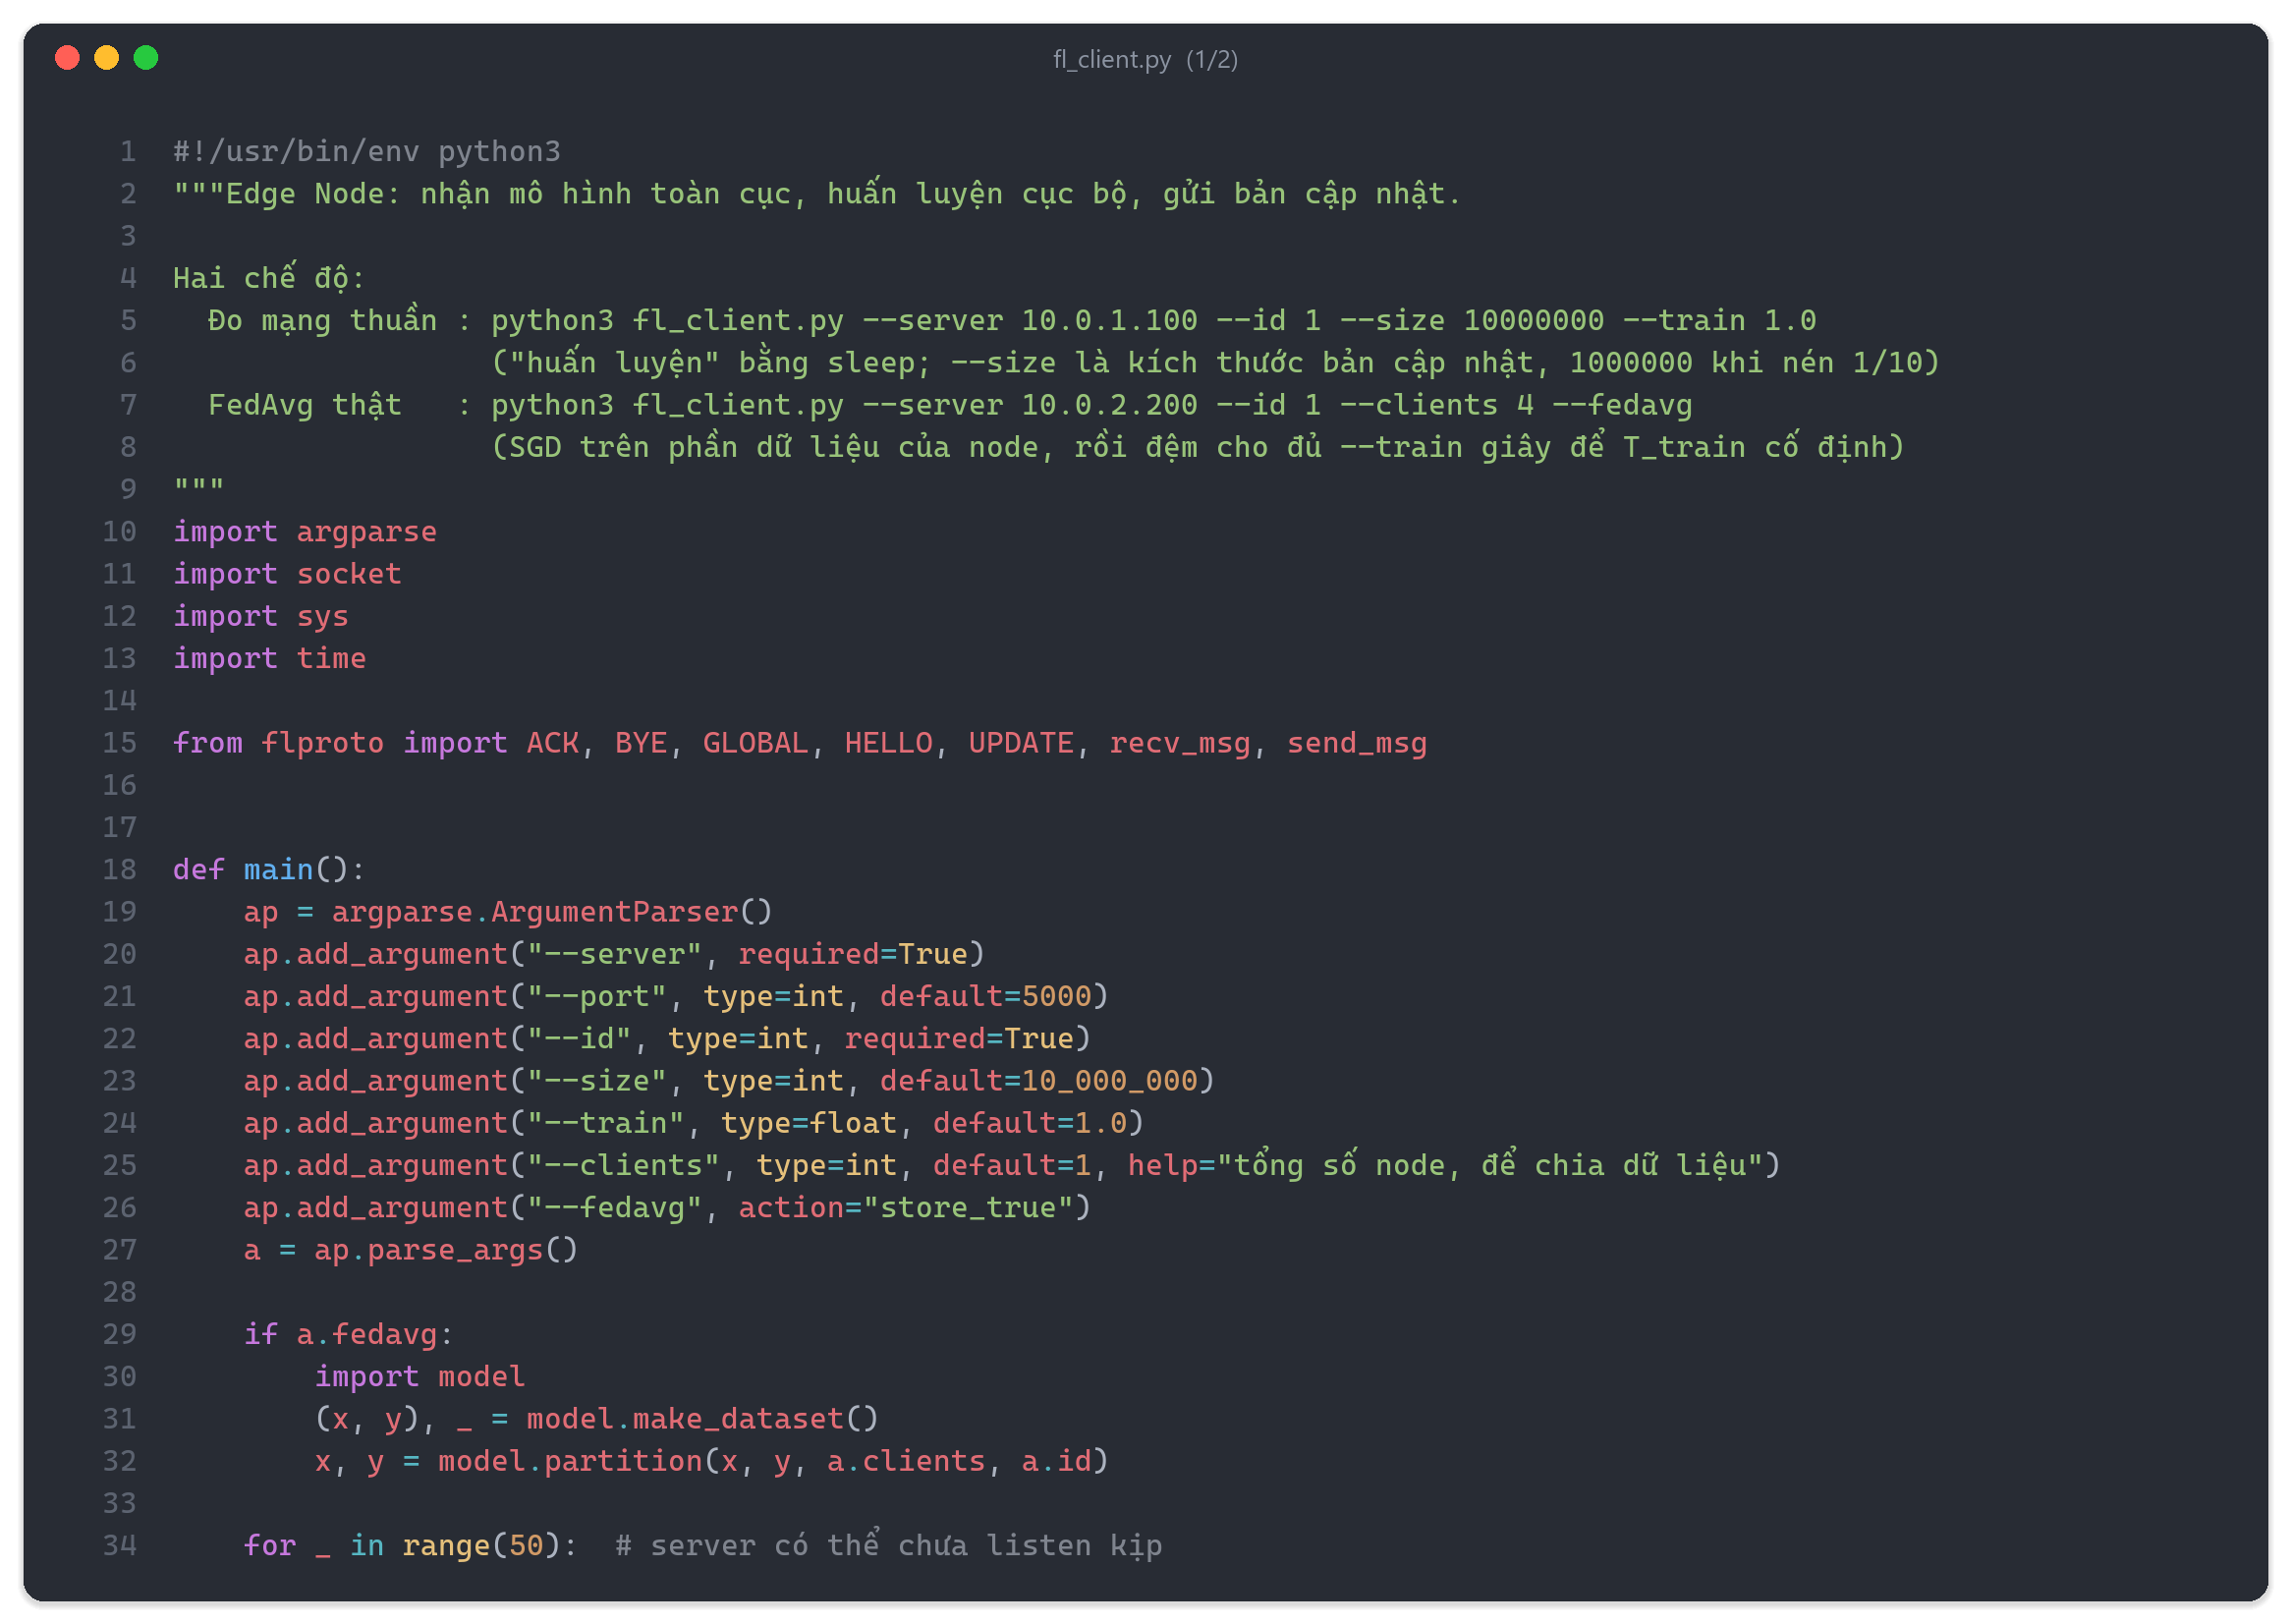 fl_client.py (1/2)
1 #!/usr/bin/env python3
2 """Edge Node: nhận mô hình toàn cục, huấn luyện cục bộ, gửi bản cập nhật.
3
4 Hai chế độ:
5   Đo mạng thuần : python3 fl_client.py --server 10.0.1.100 --id 1 --size 10000000 --train 1.0
6                   ("huấn luyện" bằng sleep; --size là kích thước bản cập nhật, 1000000 khi nén 1/10)
7   FedAvg thật   : python3 fl_client.py --server 10.0.2.200 --id 1 --clients 4 --fedavg
8                   (SGD trên phần dữ liệu của node, rồi đệm cho đủ --train giây để T_train cố định)
9 """
10 import argparse
11 import socket
12 import sys
13 import time
14
15 from flproto import ACK, BYE, GLOBAL, HELLO, UPDATE, recv_msg, send_msg
16
17
18 def main():
19     ap = argparse.ArgumentParser()
20     ap.add_argument("--server", required=True)
21     ap.add_argument("--port", type=int, default=5000)
22     ap.add_argument("--id", type=int, required=True)
23     ap.add_argument("--size", type=int, default=10_000_000)
24     ap.add_argument("--train", type=float, default=1.0)
25     ap.add_argument("--clients", type=int, default=1, help="tổng số node, để chia dữ liệu")
26     ap.add_argument("--fedavg", action="store_true")
27     a = ap.parse_args()
28
29     if a.fedavg:
30         import model
31         (x, y), _ = model.make_dataset()
32         x, y = model.partition(x, y, a.clients, a.id)
33
34     for _ in range(50):  # server có thể chưa listen kịp